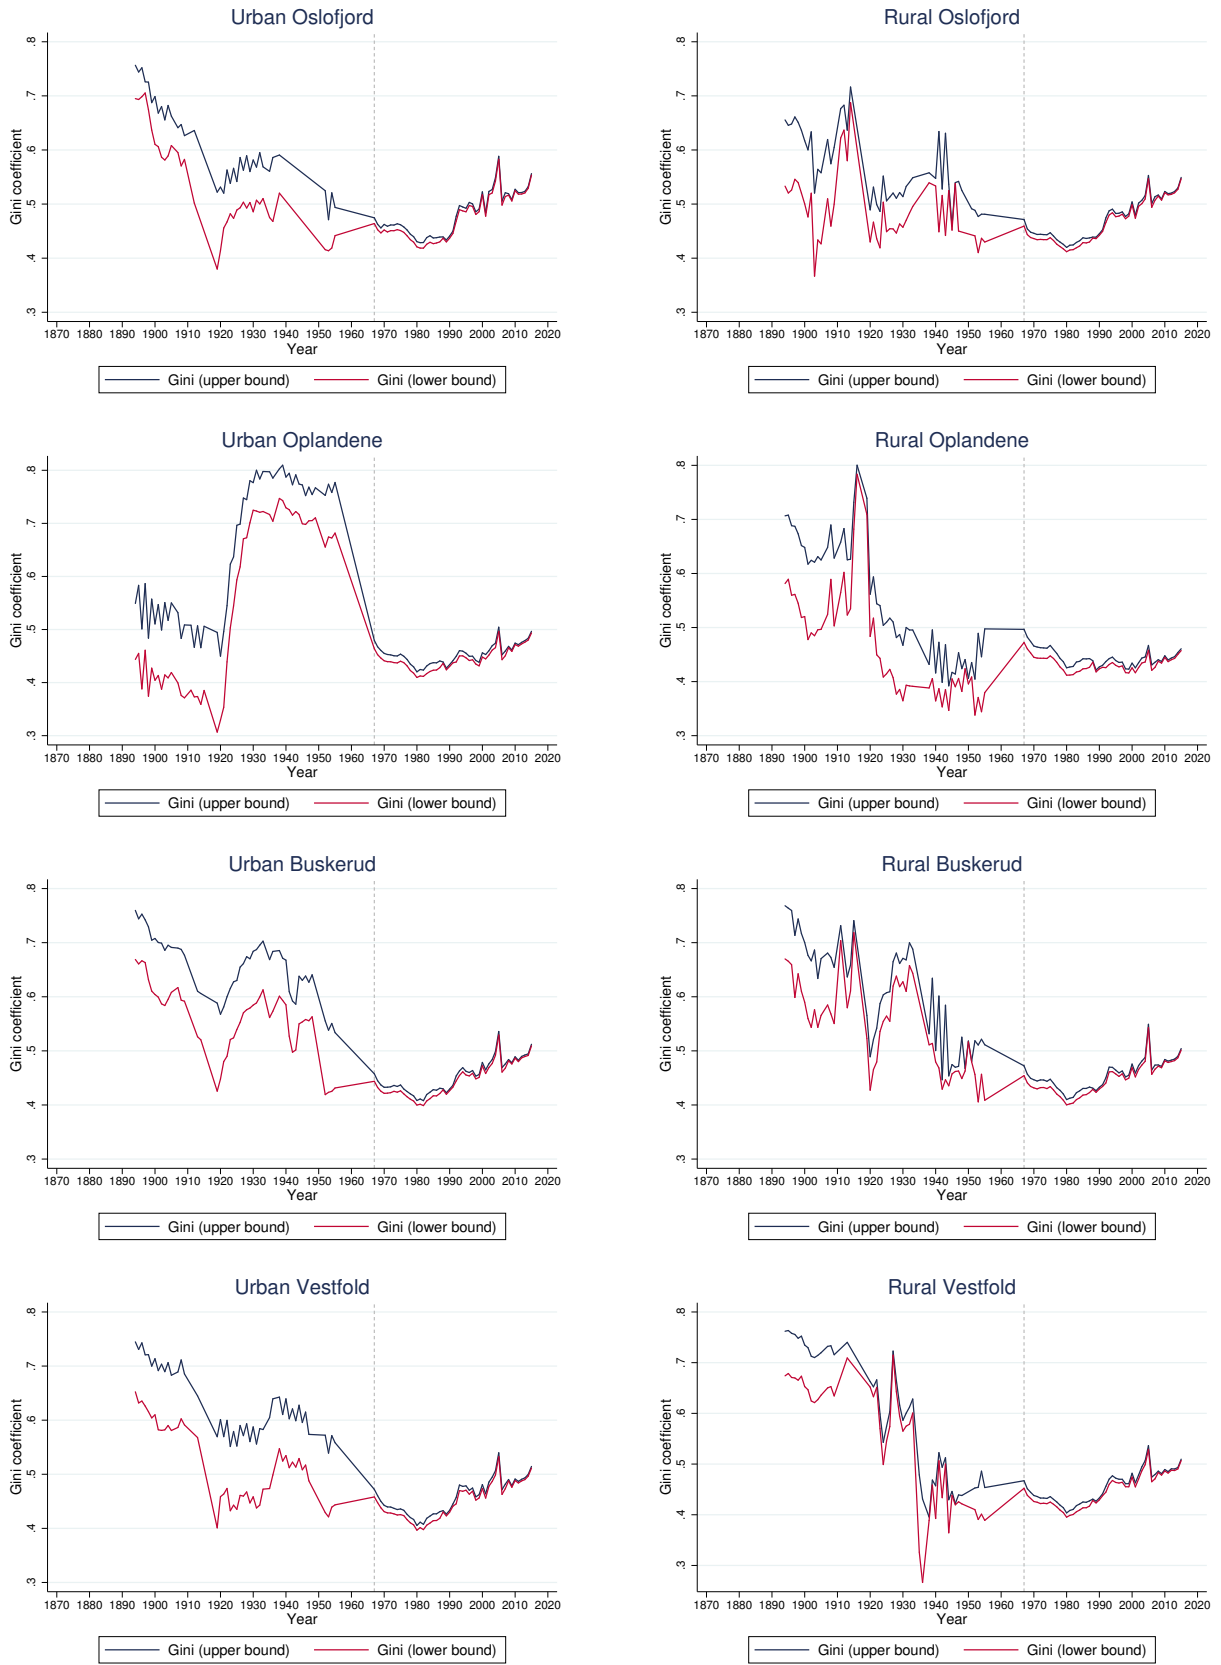 Urban Oslofjord
Gini coefficient
.8
.7
.6
.5
.4
.3
1870 1880 1890 1900 1910 1920 1930 1940 1950 1960 1970 1980 1990 2000 2010 2020
Year
Gini (upper bound) Gini (lower bound)
Rural Oslofjord
Gini coefficient
.8
.7
.6
.5
.4
.3
1870 1880 1890 1900 1910 1920 1930 1940 1950 1960 1970 1980 1990 2000 2010 2020
Year
Gini (upper bound) Gini (lower bound)
Urban Oplandene
Gini coefficient
.8
.7
.6
.5
.4
.3
1870 1880 1890 1900 1910 1920 1930 1940 1950 1960 1970 1980 1990 2000 2010 2020
Year
Gini (upper bound) Gini (lower bound)
Rural Oplandene
Gini coefficient
.8
.7
.6
.5
.4
.3
1870 1880 1890 1900 1910 1920 1930 1940 1950 1960 1970 1980 1990 2000 2010 2020
Year
Gini (upper bound) Gini (lower bound)
Urban Buskerud
Gini coefficient
.8
.7
.6
.5
.4
.3
1870 1880 1890 1900 1910 1920 1930 1940 1950 1960 1970 1980 1990 2000 2010 2020
Year
Gini (upper bound) Gini (lower bound)
Rural Buskerud
Gini coefficient
.8
.7
.6
.5
.4
.3
1870 1880 1890 1900 1910 1920 1930 1940 1950 1960 1970 1980 1990 2000 2010 2020
Year
Gini (upper bound) Gini (lower bound)
Urban Vestfold
Gini coefficient
.8
.7
.6
.5
.4
.3
1870 1880 1890 1900 1910 1920 1930 1940 1950 1960 1970 1980 1990 2000 2010 2020
Year
Gini (upper bound) Gini (lower bound)
Rural Vestfold
Gini coefficient
.8
.7
.6
.5
.4
.3
1870 1880 1890 1900 1910 1920 1930 1940 1950 1960 1970 1980 1990 2000 2010 2020
Year
Gini (upper bound) Gini (lower bound)